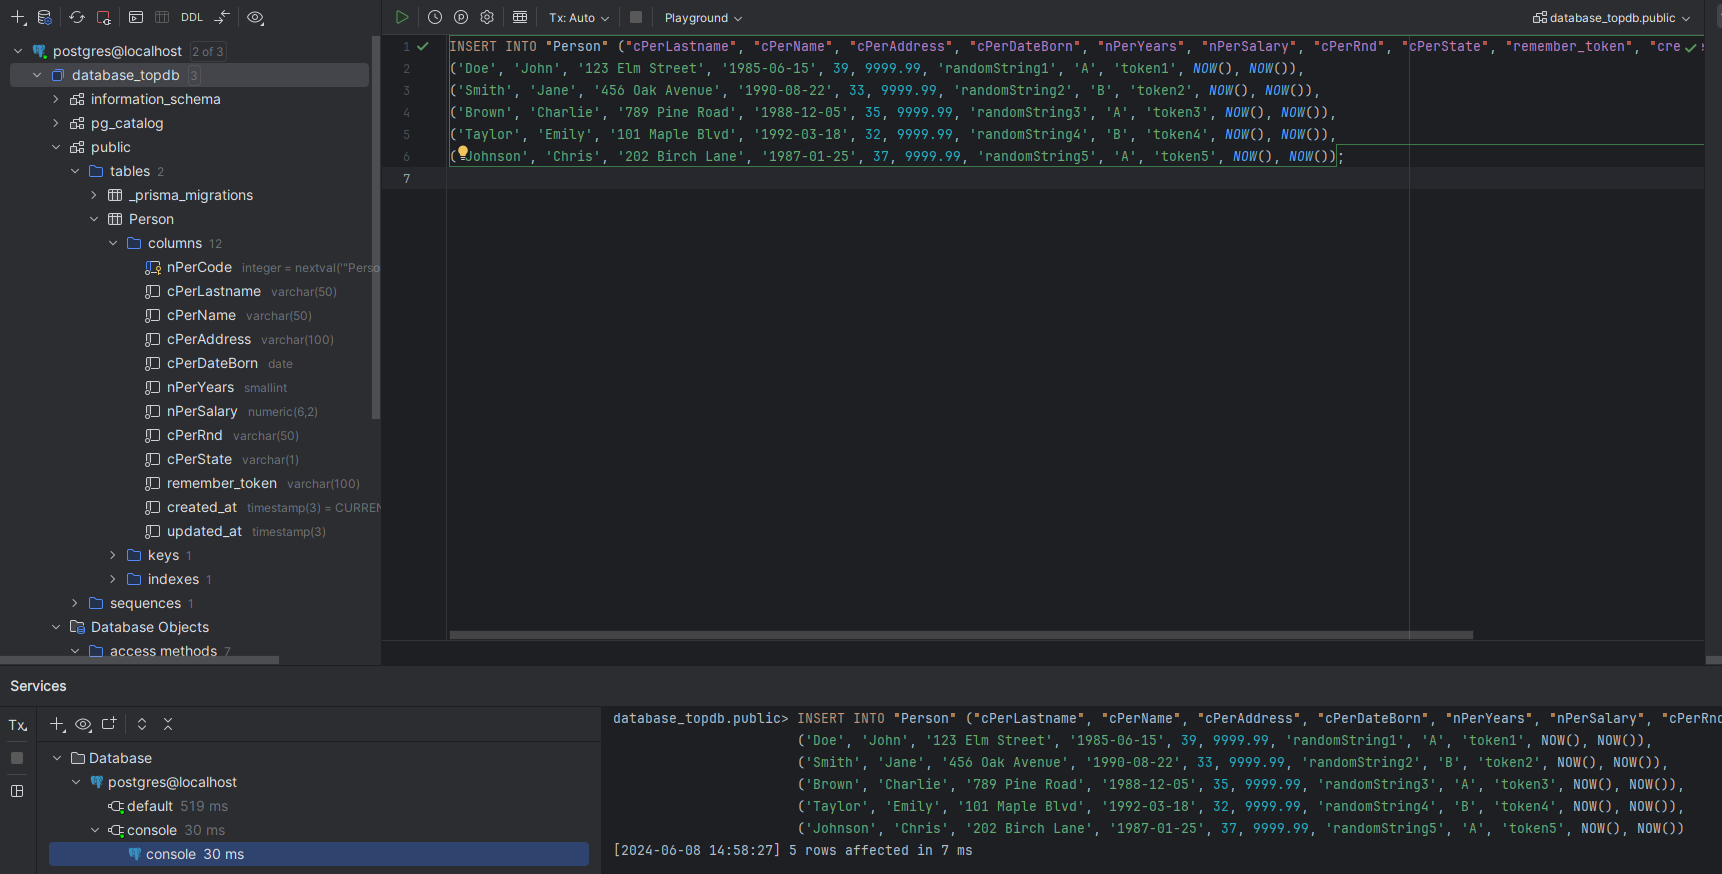 DDL
Tx: Auto
Playground
database_topdb.public
postgres@localhost 2 of 3
database_topdb 3
information_schema
pg_catalog
public
tables 2
_prisma_migrations
Person
columns 12
nPerCode integer = nextval('"Perso
cPerLastname varchar(50)
cPerName varchar(50)
cPerAddress varchar(100)
cPerDateBorn date
nPerYears smallint
nPerSalary numeric(6,2)
cPerRnd varchar(50)
cPerState varchar(1)
remember_token varchar(100)
created_at timestamp(3) = CURREN
updated_at timestamp(3)
keys 1
indexes 1
sequences 1
Database Objects
access methods 7
1 INSERT INTO "Person" ("cPerLastname", "cPerName", "cPerAddress", "cPerDateBorn", "nPerYears", "nPerSalary", "cPerRnd", "cPerState", "remember_token", "cre
2 ('Doe', 'John', '123 Elm Street', '1985-06-15', 39, 9999.99, 'randomString1', 'A', 'token1', NOW(), NOW()),
3 ('Smith', 'Jane', '456 Oak Avenue', '1990-08-22', 33, 9999.99, 'randomString2', 'B', 'token2', NOW(), NOW()),
4 ('Brown', 'Charlie', '789 Pine Road', '1988-12-05', 35, 9999.99, 'randomString3', 'A', 'token3', NOW(), NOW()),
5 ('Taylor', 'Emily', '101 Maple Blvd', '1992-03-18', 32, 9999.99, 'randomString4', 'B', 'token4', NOW(), NOW()),
6 ('Johnson', 'Chris', '202 Birch Lane', '1987-01-25', 37, 9999.99, 'randomString5', 'A', 'token5', NOW(), NOW());
7
Services
Tx
Database
postgres@localhost
default 519 ms
console 30 ms
console 30 ms
database_topdb.public> INSERT INTO "Person" ("cPerLastname", "cPerName", "cPerAddress", "cPerDateBorn", "nPerYears", "nPerSalary", "cPerRnd
('Doe', 'John', '123 Elm Street', '1985-06-15', 39, 9999.99, 'randomString1', 'A', 'token1', NOW(), NOW()),
('Smith', 'Jane', '456 Oak Avenue', '1990-08-22', 33, 9999.99, 'randomString2', 'B', 'token2', NOW(), NOW()),
('Brown', 'Charlie', '789 Pine Road', '1988-12-05', 35, 9999.99, 'randomString3', 'A', 'token3', NOW(), NOW()),
('Taylor', 'Emily', '101 Maple Blvd', '1992-03-18', 32, 9999.99, 'randomString4', 'B', 'token4', NOW(), NOW()),
('Johnson', 'Chris', '202 Birch Lane', '1987-01-25', 37, 9999.99, 'randomString5', 'A', 'token5', NOW(), NOW())
[2024-06-08 14:58:27] 5 rows affected in 7 ms